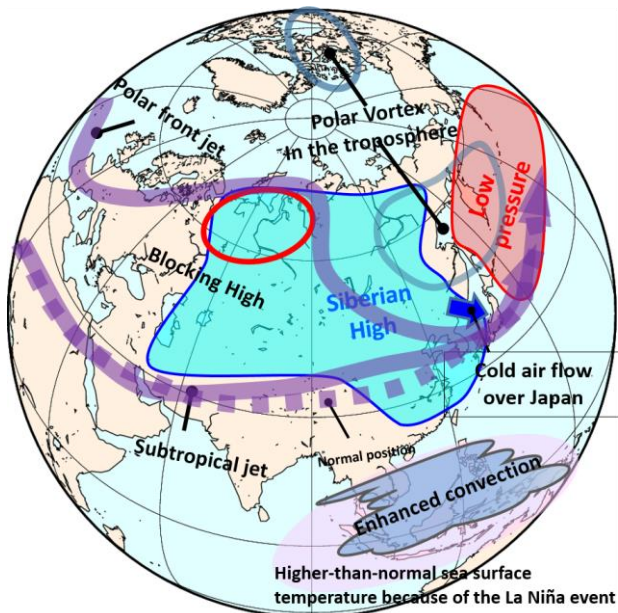 Polar front jet
Polar Vortex
In the troposphere
Low
pressure
Blocking High
Siberian
High
Cold air flow
over Japan
Subtropical jet
Normal position
Enhanced convection
Higher-than-normal sea surface
temperature because of the La Niña event